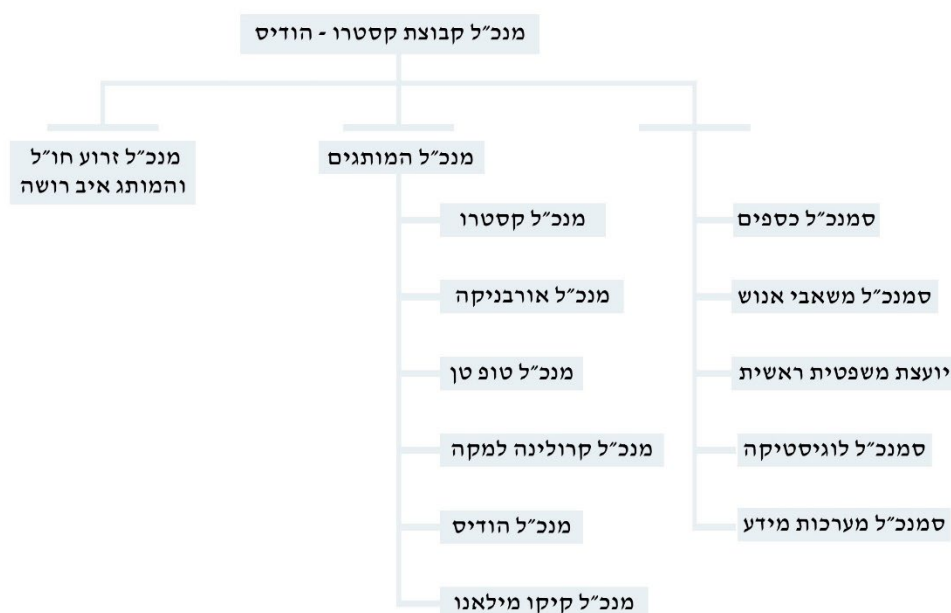 מנכ״ל קבוצת קסטרו - הודיס
סמנכ״ל כספים
סמנכ״ל משאבי אנוש
יועצת משפטית ראשית
סמנכ״ל לוגיסטיקה
סמנכ״ל מערכות מידע
מנכ״ל המותגים
מנכ״ל קסטרו
מנכ״ל אורבניקה
מנכ״ל טופ טן
מנכ״ל קרולינה למקה
מנכ״ל הודיס
מנכ״ל קיקו מילאנו
מנכ״ל זרוע חו״ל
והמותג איב רושה